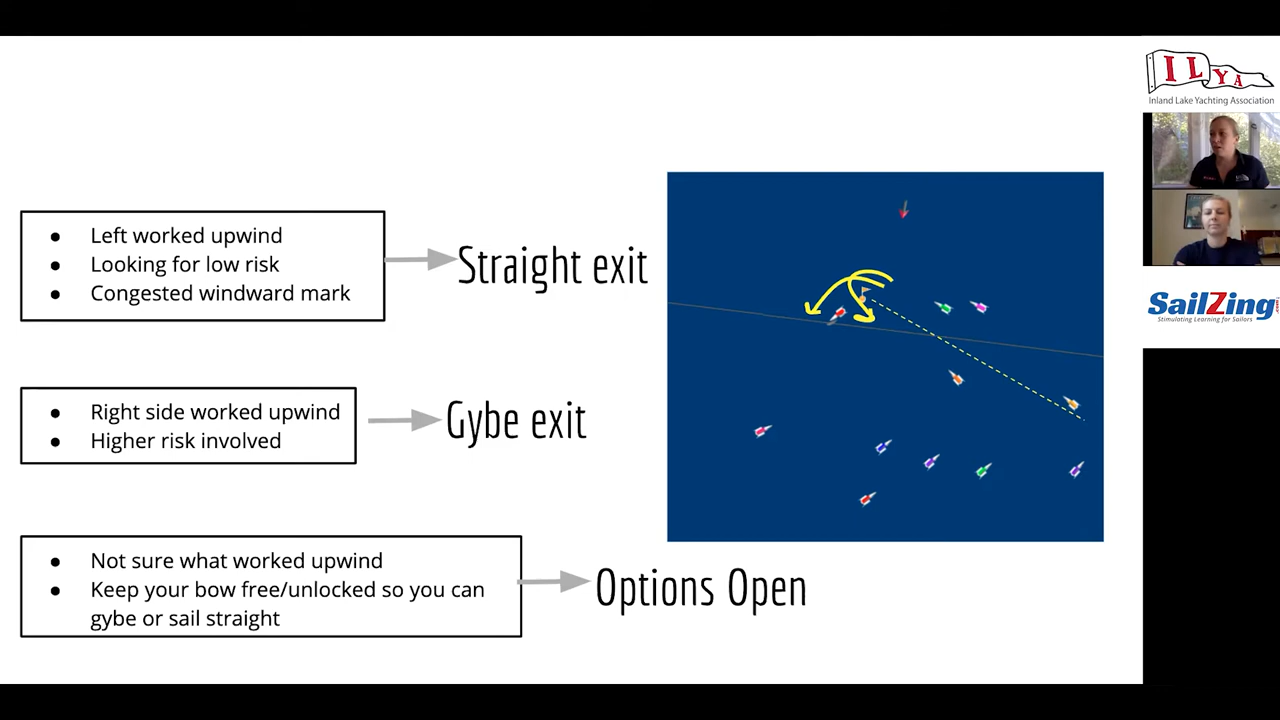 Left worked upwind
Looking for low risk
Congested windward mark
Straight exit
Right side worked upwind
Higher risk involved
Gybe exit
Not sure what worked upwind
Keep your bow free/unlocked so you can
gybe or sail straight
Options Open
ILYA
Inland Lake Yachting Association
SailZing
Stimulating Learning for Sailors